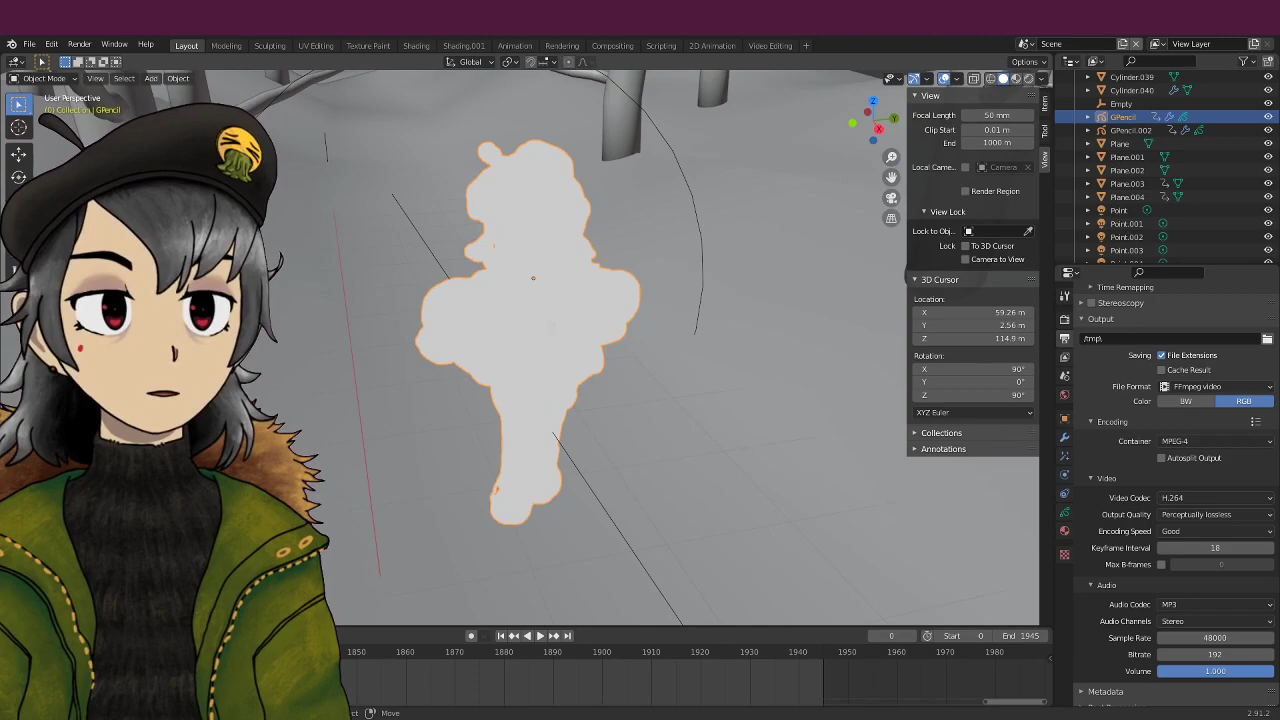 File Edit Render Window Help Layout Modeling Sculpting UV Editing Texture Paint Shading Shading.001 Animation Rendering Compositing Scripting 2D Animation Video Editing + Scene View Layer
Global Options
Object Mode View Select Add Object
User Perspective
(0) Collection | GPencil
Z
Y
X
Item
Tool
View
View
Focal Length 50 mm
Clip Start 0.01 m
End 1000 m
Local Came... Camera
Render Region
View Lock
Lock to Obj...
Lock To 3D Cursor
Camera to View
3D Cursor
Location:
X 59.26 m
Y 2.56 m
Z 114.9 m
Rotation:
X 90°
Y 0°
Z 90°
XYZ Euler
Collections
Annotations
Cylinder.039
Cylinder.040
Empty
GPencil
GPencil.002
Plane
Plane.001
Plane.002
Plane.003
Plane.004
Point
Point.001
Point.002
Point.003
Time Remapping
Stereoscopy
Output
/tmp\
Saving File Extensions
Cache Result
File Format FFmpeg video
Color BW RGB
Encoding
Container MPEG-4
Autosplit Output
Video
Video Codec H.264
Output Quality Perceptually lossless
Encoding Speed Good
Keyframe Interval 18
Max B-frames 0
Audio
Audio Codec MP3
Audio Channels Stereo
Sample Rate 48000
Bitrate 192
Volume 1.000
Metadata
0 Start 0 End 1945
1850 1860 1870 1880 1890 1900 1910 1920 1930 1940 1950 1960 1970 1980
Move 2.91.2